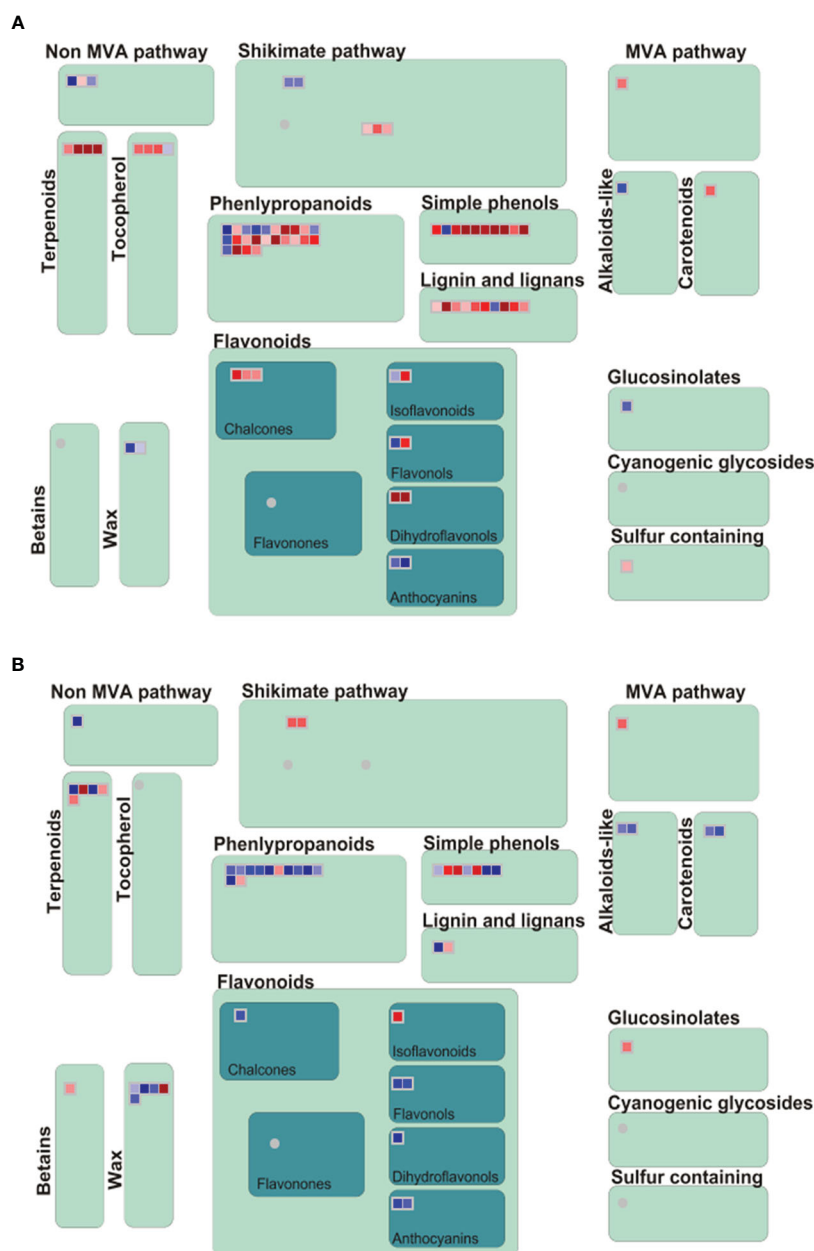 A
Non MVA pathway
Shikimate pathway
MVA pathway
Terpenoids
Tocopherol
Phenlypropanoids
Simple phenols
Lignin and lignans
Alkaloids-like
Carotenoids
Flavonoids
Chalcones
Isoflavonoids
Flavonols
Flavonones
Dihydroflavonols
Anthocyanins
Betains
Wax
Glucosinolates
Cyanogenic glycosides
Sulfur containing
B
Non MVA pathway
Shikimate pathway
MVA pathway
Terpenoids
Tocopherol
Phenlypropanoids
Simple phenols
Lignin and lignans
Alkaloids-like
Carotenoids
Flavonoids
Chalcones
Isoflavonoids
Flavonols
Flavonones
Dihydroflavonols
Anthocyanins
Betains
Wax
Glucosinolates
Cyanogenic glycosides
Sulfur containing